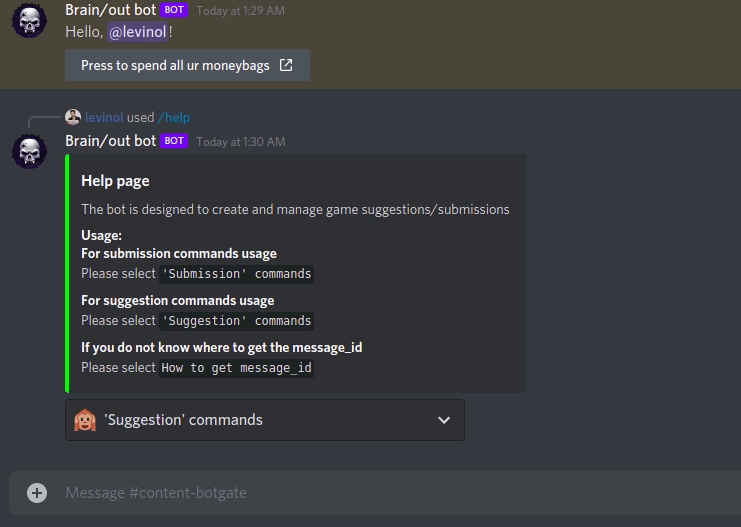 Brain/out bot BOT Today at 1:29 AM
Hello, @levinol!
Press to spend all ur moneybags
levinol used /help
Brain/out bot BOT Today at 1:30 AM
Help page
The bot is designed to create and manage game suggestions/submissions
Usage:
For submission commands usage
Please select 'Submission' commands
For suggestion commands usage
Please select 'Suggestion' commands
If you do not know where to get the message_id
Please select How to get message_id
'Suggestion' commands
Message #content-botgate